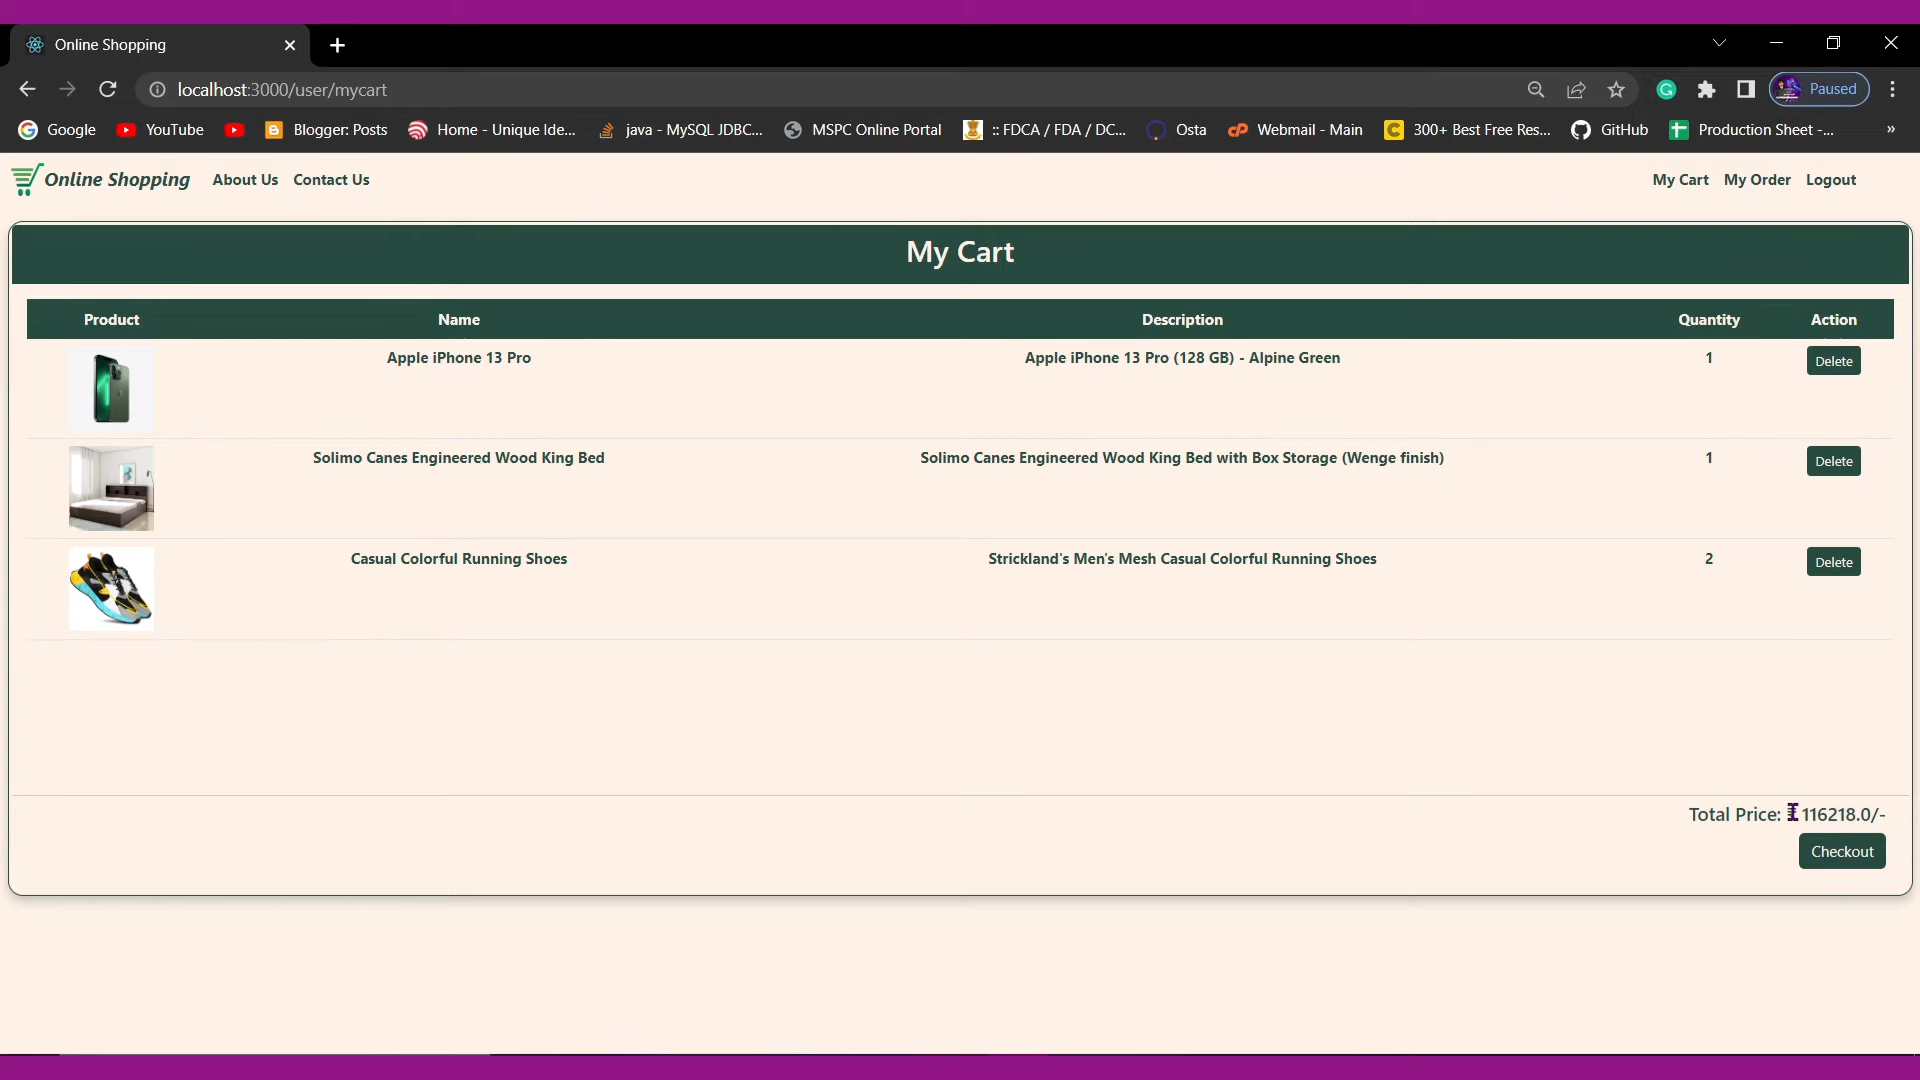 Online Shopping
localhost:3000/user/mycart
Paused
Google YouTube Blogger: Posts Home - Unique Ide... java - MySQL JDBC... MSPC Online Portal :: FDCA / FDA / DC... Osta Webmail - Main 300+ Best Free Res... GitHub Production Sheet -... »
Online Shopping About Us Contact Us My Cart My Order Logout
My Cart
Product Name Description Quantity Action
Apple iPhone 13 Pro Apple iPhone 13 Pro (128 GB) - Alpine Green 1 Delete
Solimo Canes Engineered Wood King Bed Solimo Canes Engineered Wood King Bed with Box Storage (Wenge finish) 1 Delete
Casual Colorful Running Shoes Strickland's Men's Mesh Casual Colorful Running Shoes 2 Delete
Total Price: 116218.0/-
Checkout